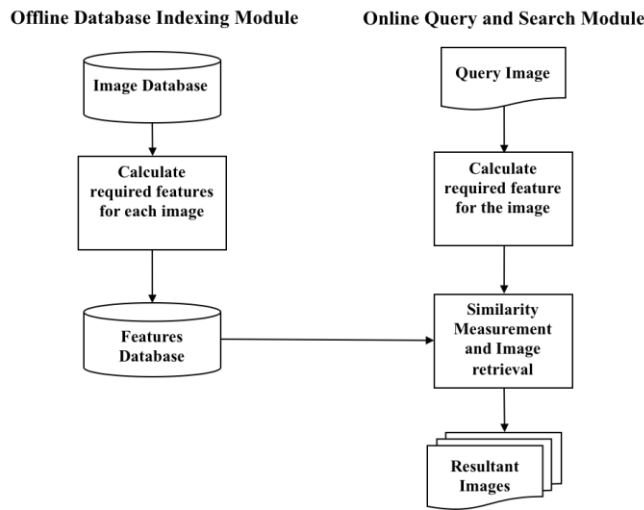 Offline Database Indexing Module
Online Query and Search Module
Image Database
Query Image
Calculate
required features
for each image
Calculate
required feature
for the image
Features
Database
Similarity
Measurement
and Image
retrieval
Resultant
Images